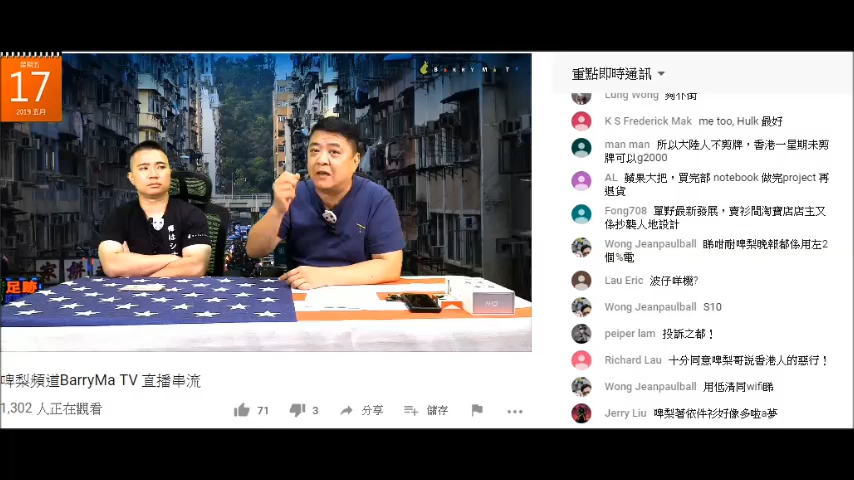 星期五
17
2019 五月
BARRYMA TV
足跡
重點即時通訊
Lung Wong 夠仆街
K S Frederick Mak me too, Hulk 最好
man man 所以大陸人不剪牌，香港一星期未剪
牌可以g2000
AL 蘋果大把，買完部 notebook 做完project 再
退貨
Fong708 單野最新發展，賣衫間淘寶店店主又
係抄襲人地設計
Wong Jeanpaulball 睇咁耐啤梨晚報都係用左2
個%電
Lau Eric 波仔咩機?
Wong Jeanpaulball S10
peiper lam 投訴之都！
Richard Lau 十分同意啤梨哥説香港人的惡行！
Wong Jeanpaulball 用低清同wifi睇
Jerry Liu 啤梨著依件衫好像多啦a夢
啤梨頻道BarryMa TV 直播串流
1,302 人正在觀看
71
3
分享
儲存